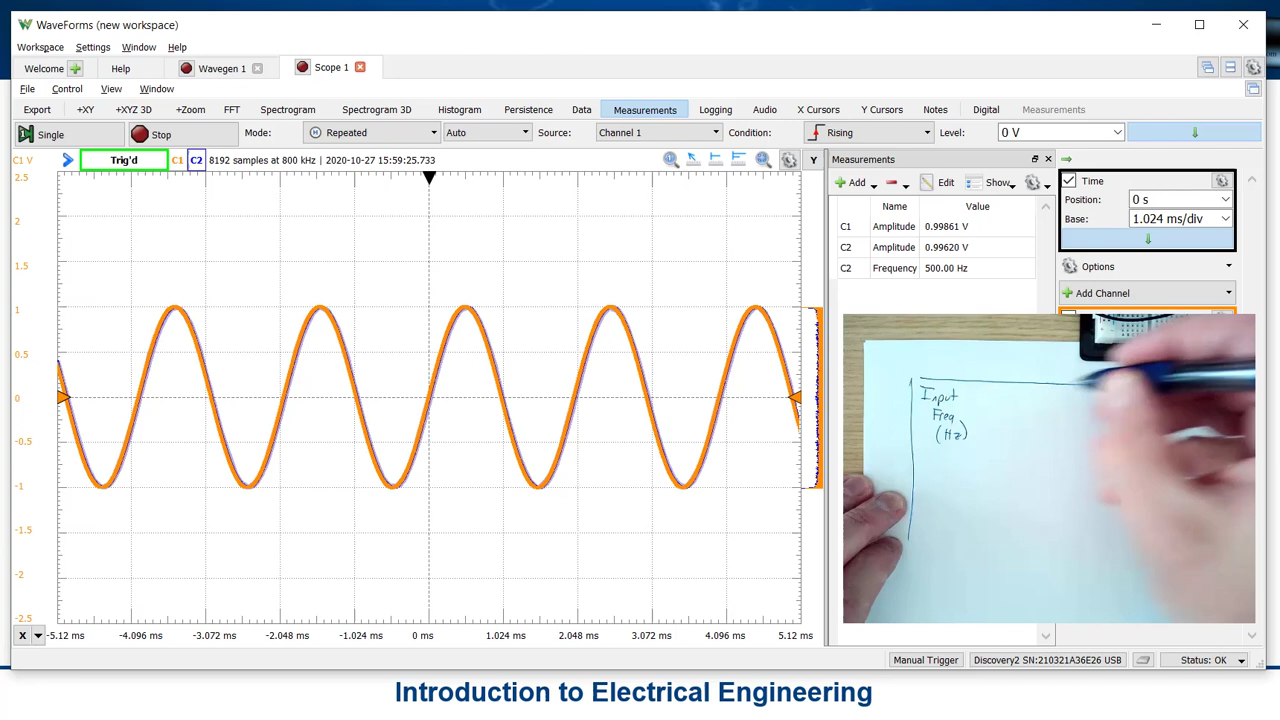 WaveForms (new workspace)
Workspace Settings Window Help
Welcome Help Wavegen 1 Scope 1
File Control View Window
Export +XY +XYZ 3D +Zoom FFT Spectrogram Spectrogram 3D Histogram Persistence Data Measurements Logging Audio X Cursors Y Cursors Notes Digital Measurements
Single Stop Mode: Repeated Auto Source: Channel 1 Condition: Rising Level: 0 V
C1 V Trig'd C1 C2 8192 samples at 800 kHz | 2020-10-27 15:59:25.733 Y
2.5
2
1.5
1
0.5
0
-0.5
-1
-1.5
-2
-2.5
X -5.12 ms -4.096 ms -3.072 ms -2.048 ms -1.024 ms 0 ms 1.024 ms 2.048 ms 3.072 ms 4.096 ms 5.12 ms
Measurements
Add Edit Show
Name Value
C1 Amplitude 0.99861 V
C2 Amplitude 0.99620 V
C2 Frequency 500.00 Hz
Time
Position: 0 s
Base: 1.024 ms/div
Options
Add Channel
Input
Freq
(Hz)
Manual Trigger Discovery2 SN:210321A36E26 USB Status: OK
Introduction to Electrical Engineering